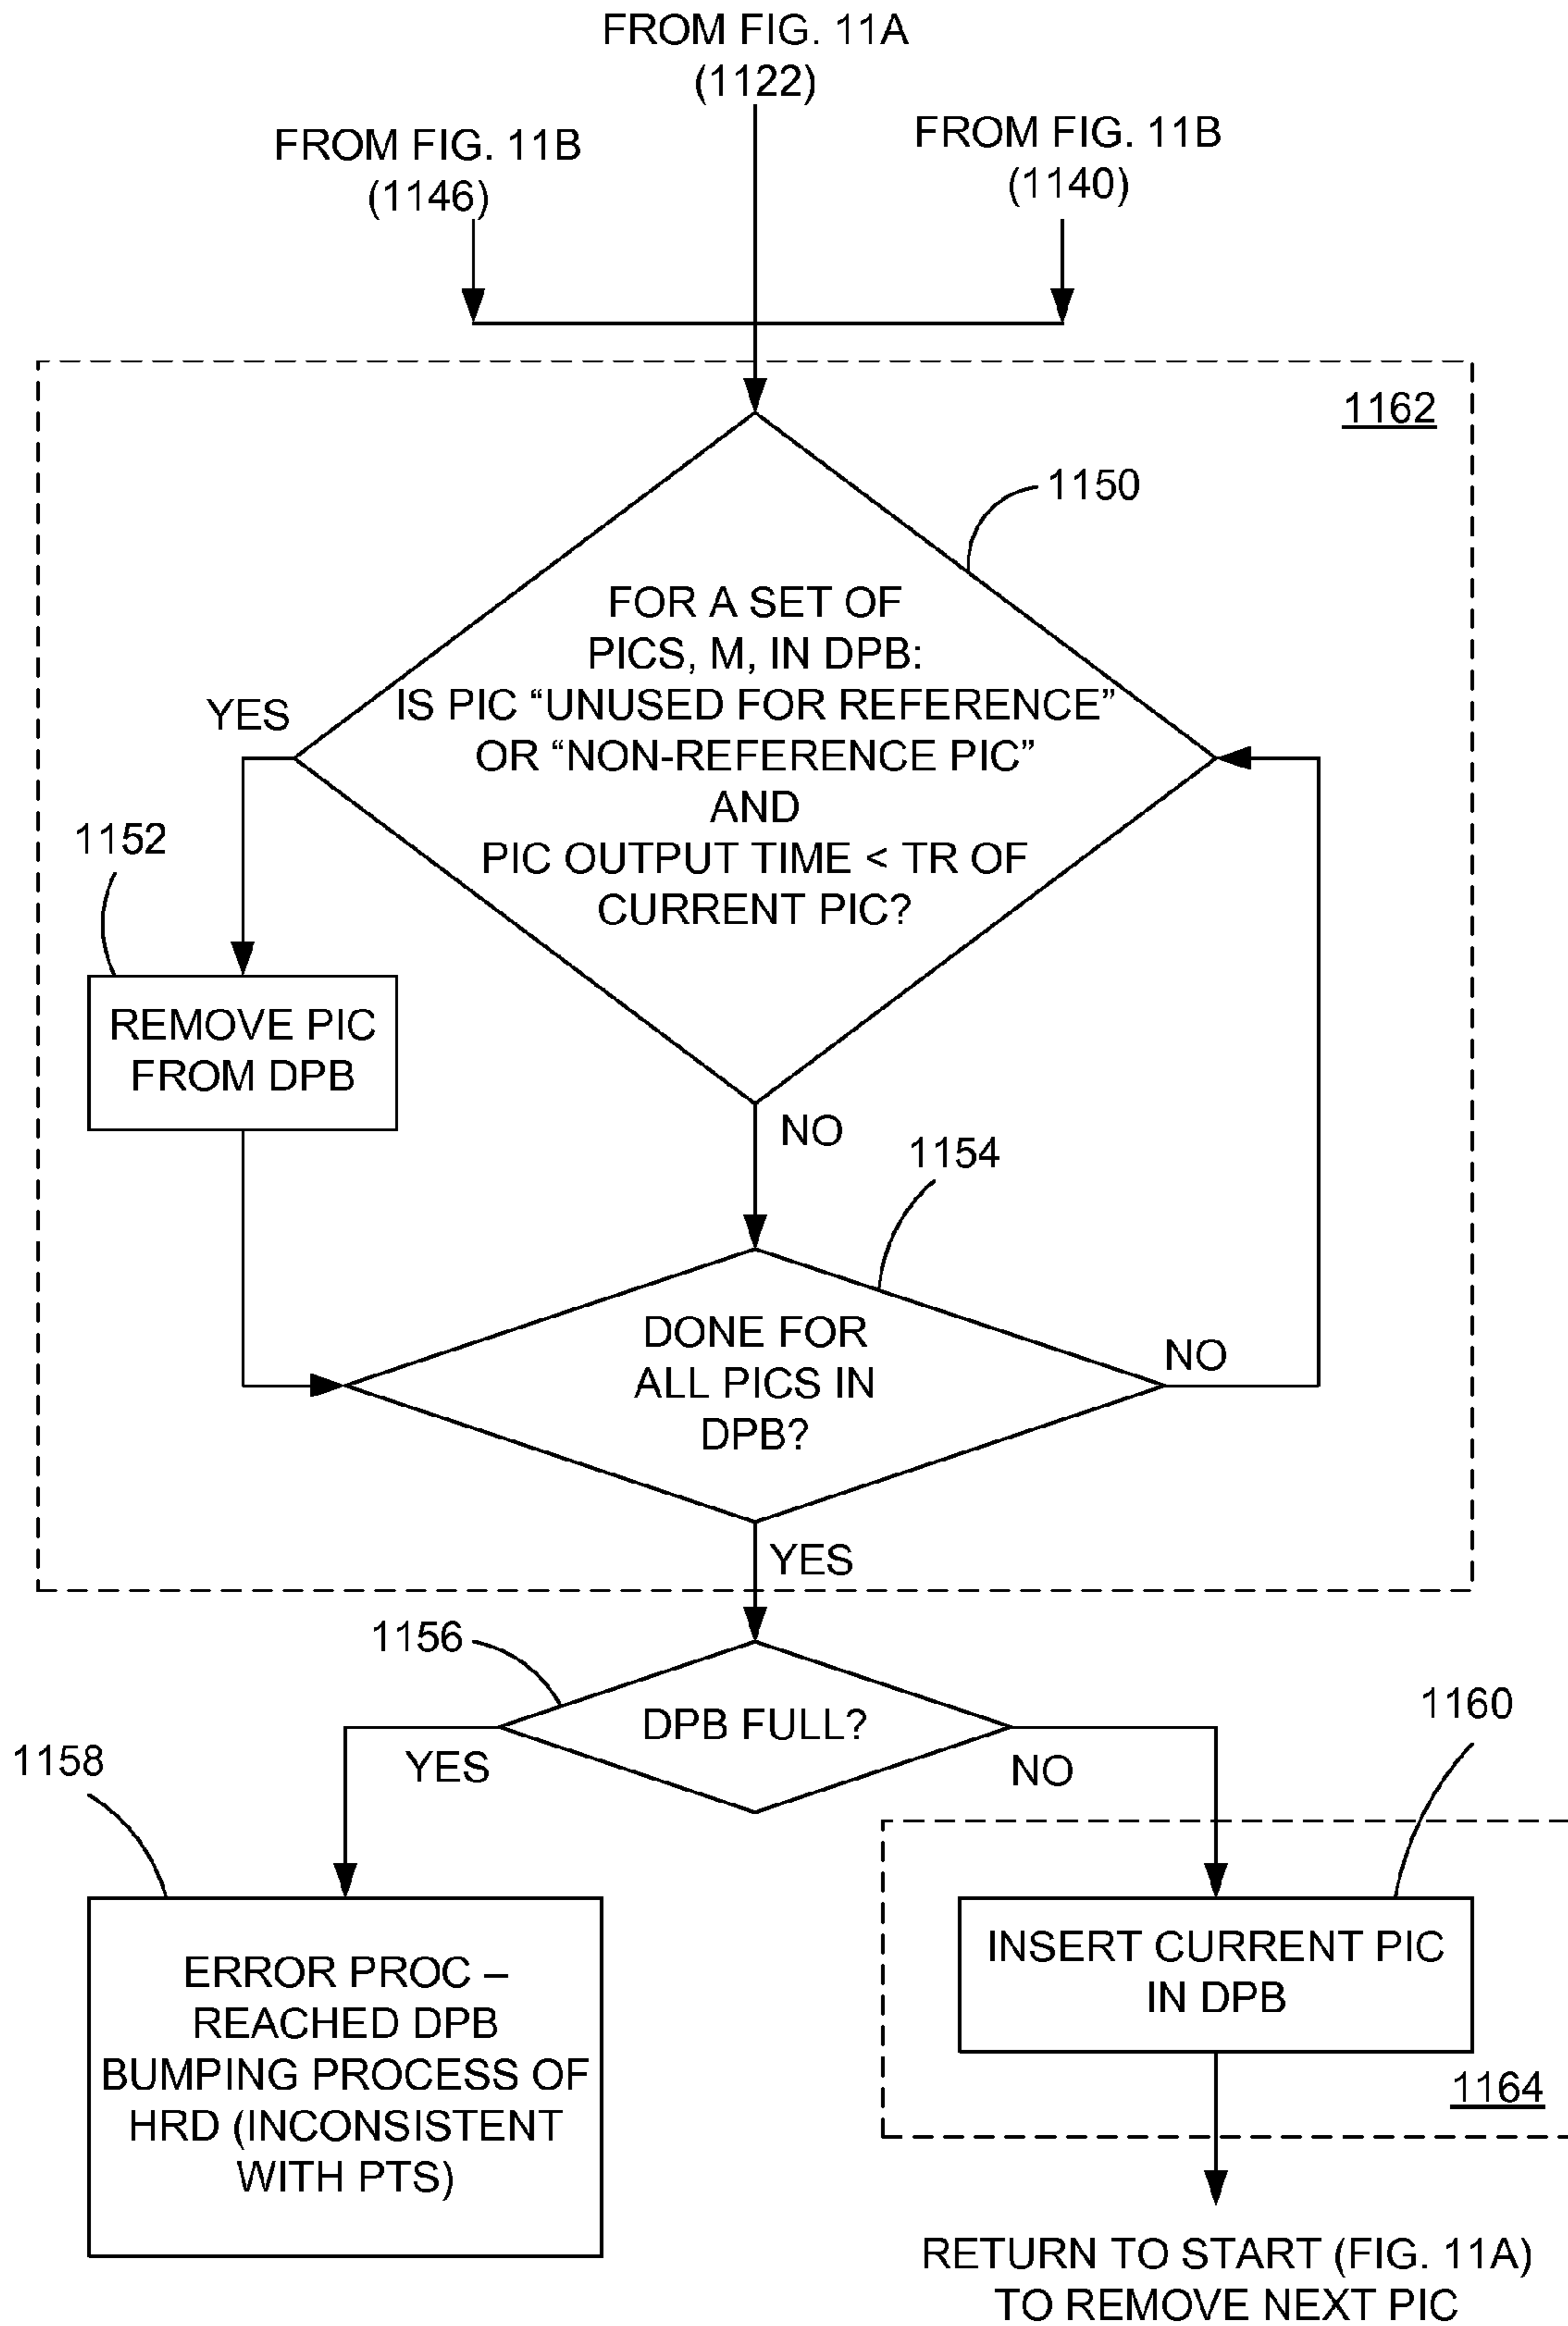 FROM FIG. 11A
(1122)
FROM FIG. 11B
(1146)
FROM FIG. 11B
(1140)
1162
1150
FOR A SET OF
PICS, M, IN DPB:
IS PIC “UNUSED FOR REFERENCE”
OR “NON-REFERENCE PIC”
AND
PIC OUTPUT TIME < TR OF
CURRENT PIC?
YES
1152
REMOVE PIC
FROM DPB
NO
1154
DONE FOR
ALL PICS IN
DPB?
NO
YES
1156
DPB FULL?
YES
NO
1158
1160
ERROR PROC –
REACHED DPB
BUMPING PROCESS OF
HRD (INCONSISTENT
WITH PTS)
INSERT CURRENT PIC
IN DPB
1164
RETURN TO START (FIG. 11A)
TO REMOVE NEXT PIC